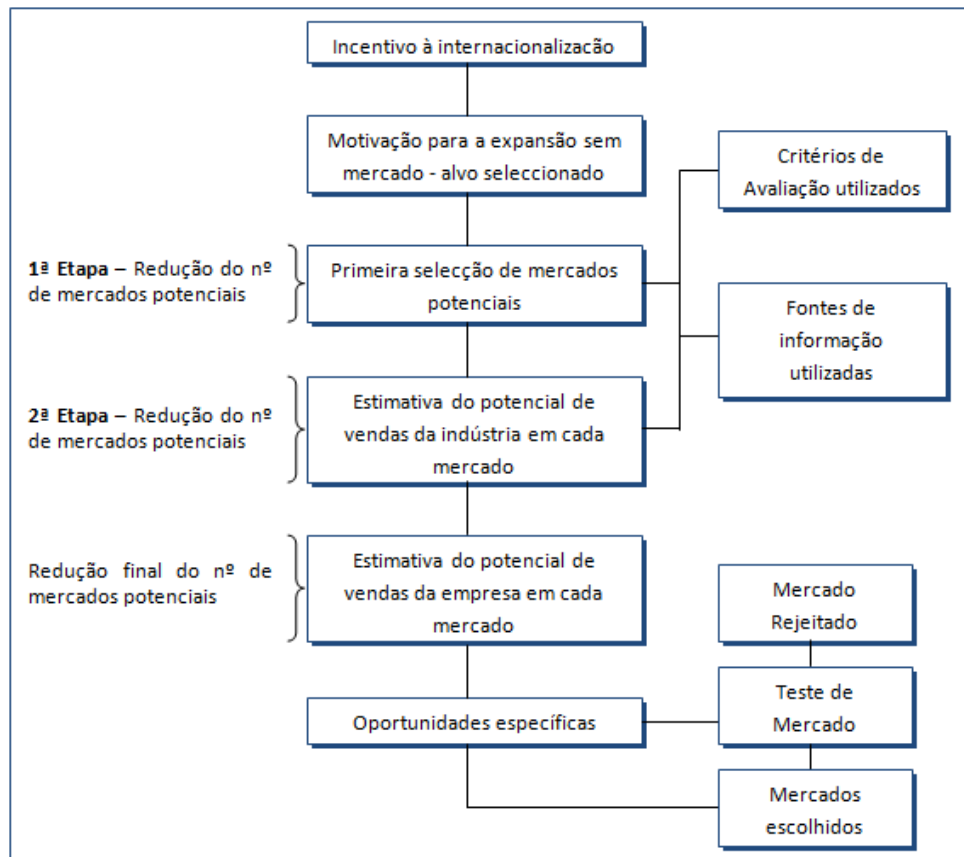 Incentivo à internacionalizacão
Motivação para a expansão sem
mercado - alvo seleccionado
Critérios de
Avaliação utilizados
1ª Etapa – Redução do nº
de mercados potenciais
Primeira selecção de mercados
potenciais
Fontes de
informação
utilizadas
2ª Etapa – Redução do nº
de mercados potenciais
Estimativa do potencial de
vendas da indústria em cada
mercado
Redução final do nº de
mercados potenciais
Estimativa do potencial de
vendas da empresa em cada
mercado
Mercado
Rejeitado
Oportunidades específicas
Teste de
Mercado
Mercados
escolhidos